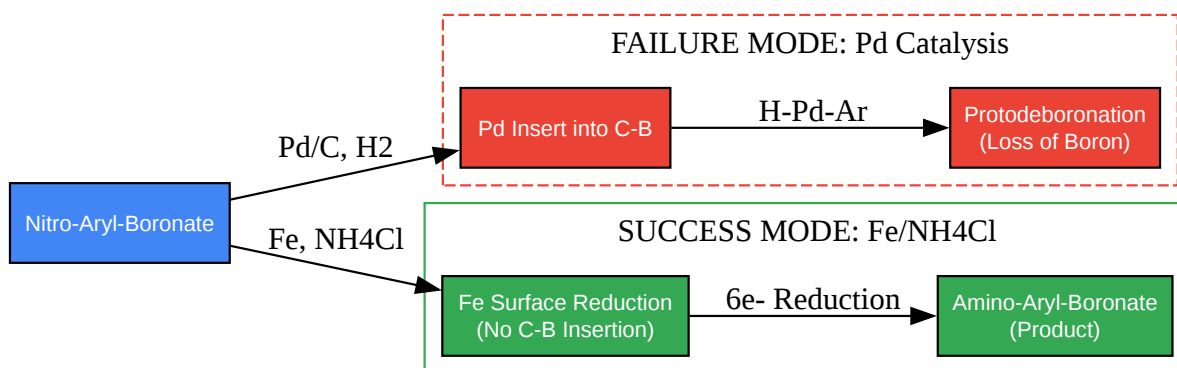 FAILURE MODE: Pd Catalysis
Pd Insert into C-B
H-Pd-Ar
Protodeboronation
(Loss of Boron)
Pd/C, H2
Nitro-Aryl-Boronate
Fe, NH4Cl
SUCCESS MODE: Fe/NH4Cl
Fe Surface Reduction
(No C-B Insertion)
6e- Reduction
Amino-Aryl-Boronate
(Product)